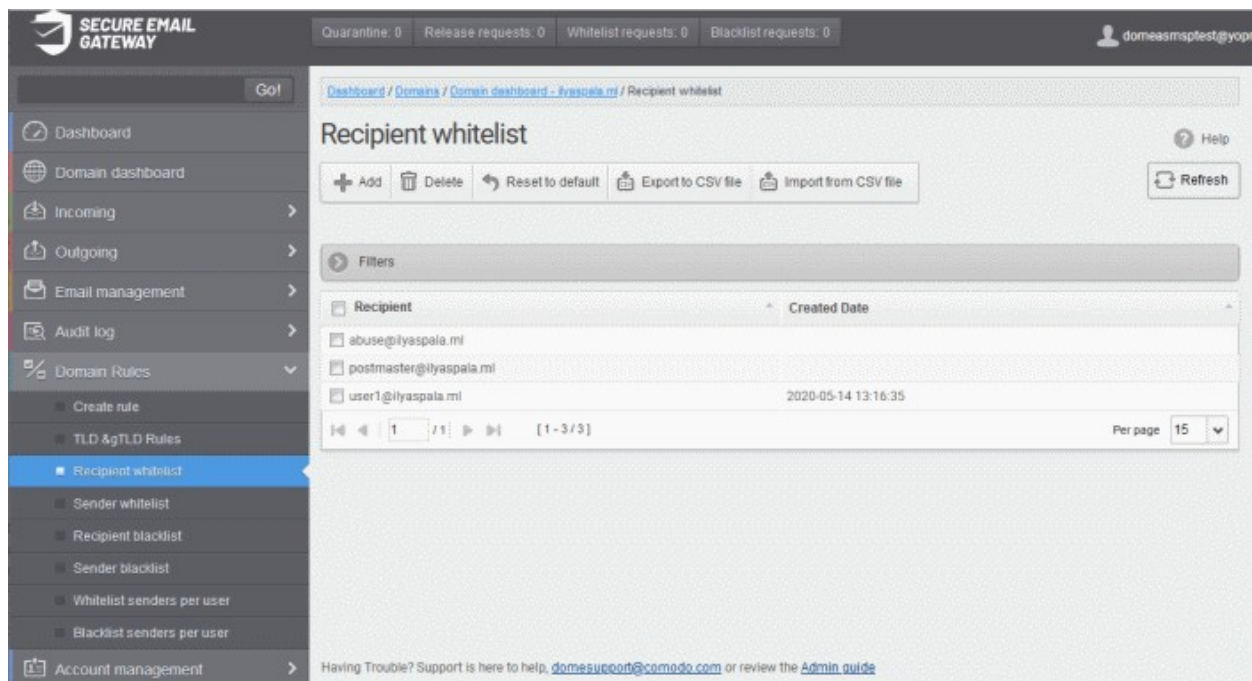 SECURE EMAIL
GATEWAY
Quarantine: 0 Release requests: 0 Whitelist requests: 0 Blacklist requests: 0
domeasmsptest@yop
Go!
Dashboard / Domains / Domain dashboard - ilyaspala.ml / Recipient whitelist
Recipient whitelist
Help
Add Delete Reset to default Export to CSV file Import from CSV file
Refresh
Filters
Recipient Created Date
abuse@ilyaspala.ml
postmaster@ilyaspala.ml
user1@ilyaspala.ml 2020-05-14 13:16:35
1 / 1 [ 1 - 3 / 3 ]
Per page 15
Dashboard
Domain dashboard
Incoming
Outgoing
Email management
Audit log
Domain Rules
Create rule
TLD &gTLD Rules
Recipient whitelist
Sender whitelist
Recipient blacklist
Sender blacklist
Whitelist senders per user
Blacklist senders per user
Account management
Having Trouble? Support is here to help, domesupport@comodo.com or review the Admin guide